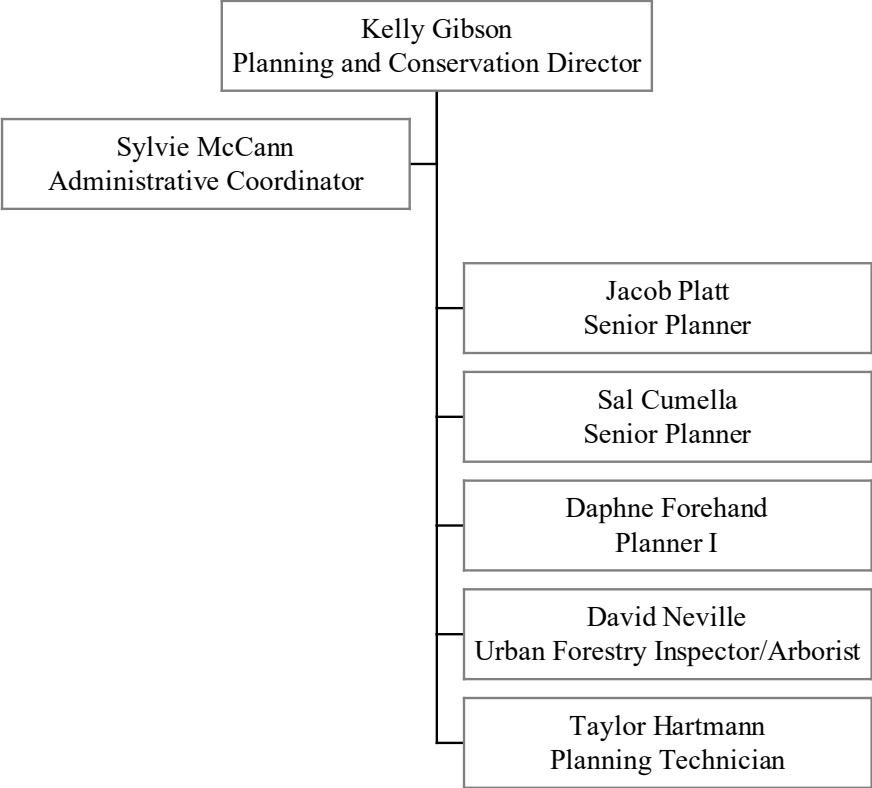 Kelly Gibson
Planning and Conservation Director
Sylvie McCann
Administrative Coordinator
Jacob Platt
Senior Planner
Sal Cumella
Senior Planner
Daphne Forehand
Planner I
David Neville
Urban Forestry Inspector/Arborist
Taylor Hartmann
Planning Technician